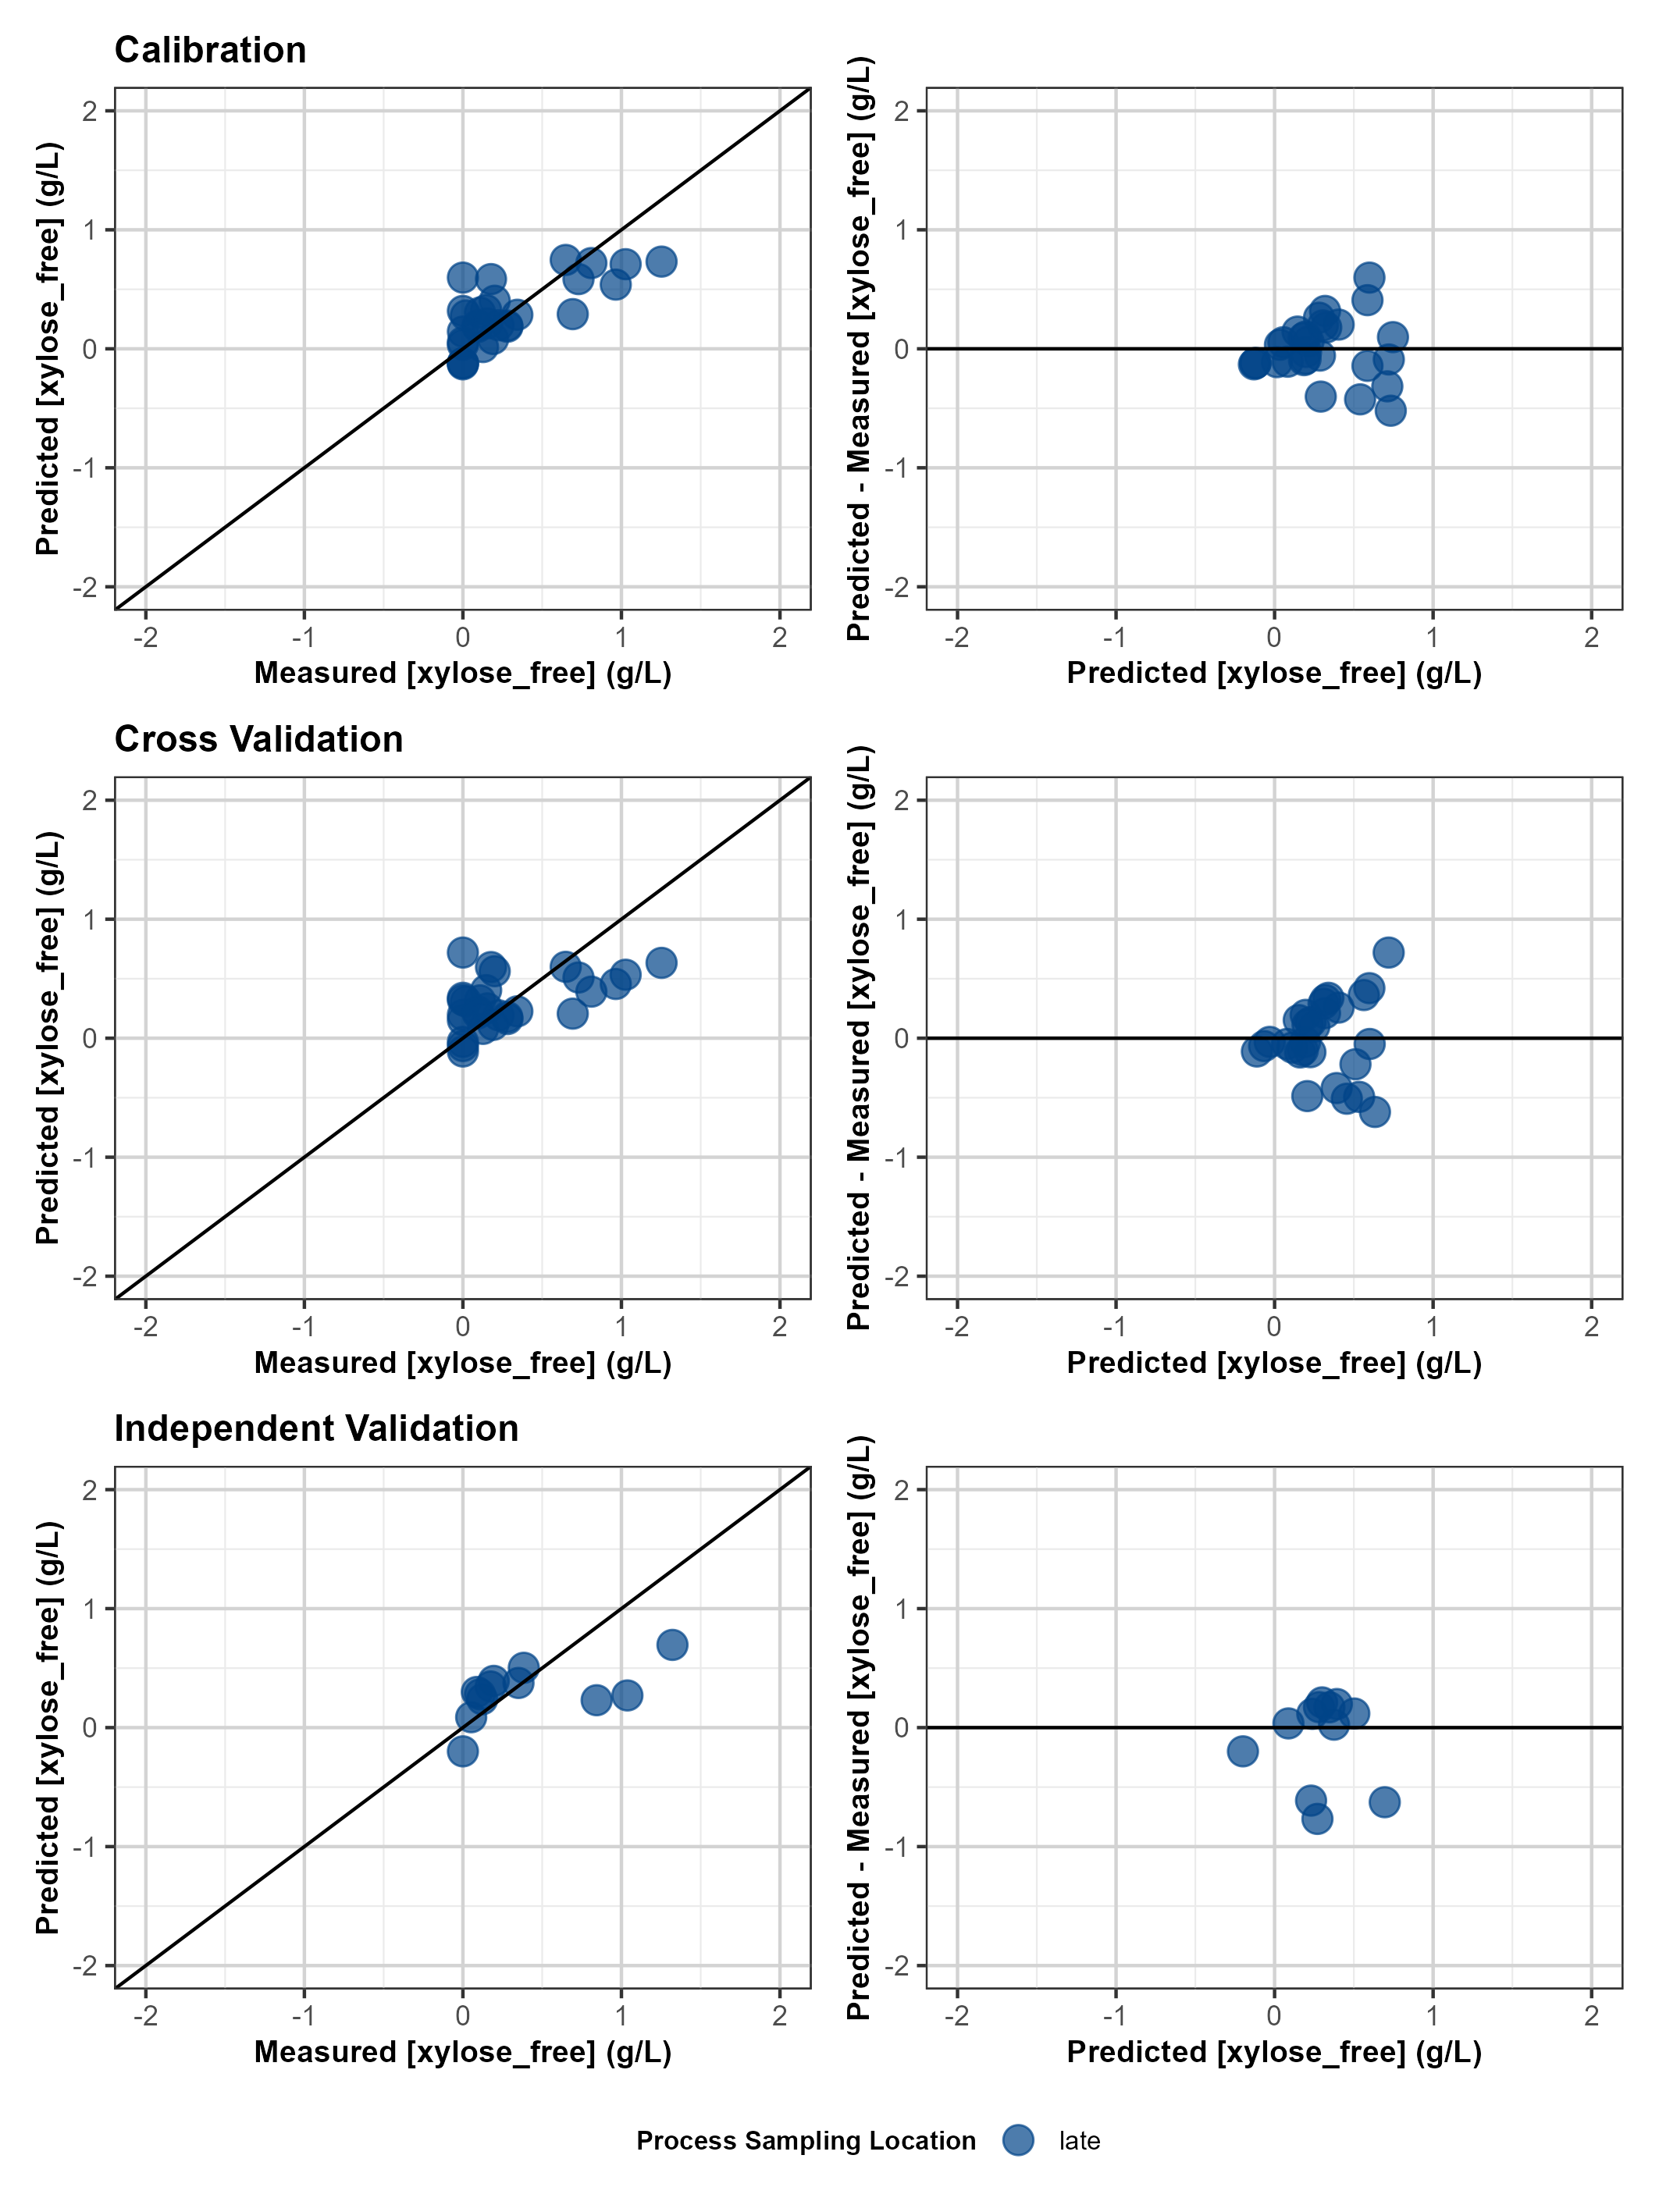 Calibration
Predicted [xylose_free] (g/L)
2
1
0
-1
-2
-2 -1 0 1 2
Measured [xylose_free] (g/L)
Predicted - Measured [xylose_free] (g/L)
2
1
0
-1
-2
-2 -1 0 1 2
Predicted [xylose_free] (g/L)
Cross Validation
Predicted [xylose_free] (g/L)
2
1
0
-1
-2
-2 -1 0 1 2
Measured [xylose_free] (g/L)
Predicted - Measured [xylose_free] (g/L)
2
1
0
-1
-2
-2 -1 0 1 2
Predicted [xylose_free] (g/L)
Independent Validation
Predicted [xylose_free] (g/L)
2
1
0
-1
-2
-2 -1 0 1 2
Measured [xylose_free] (g/L)
Predicted - Measured [xylose_free] (g/L)
2
1
0
-1
-2
-2 -1 0 1 2
Predicted [xylose_free] (g/L)
Process Sampling Location late